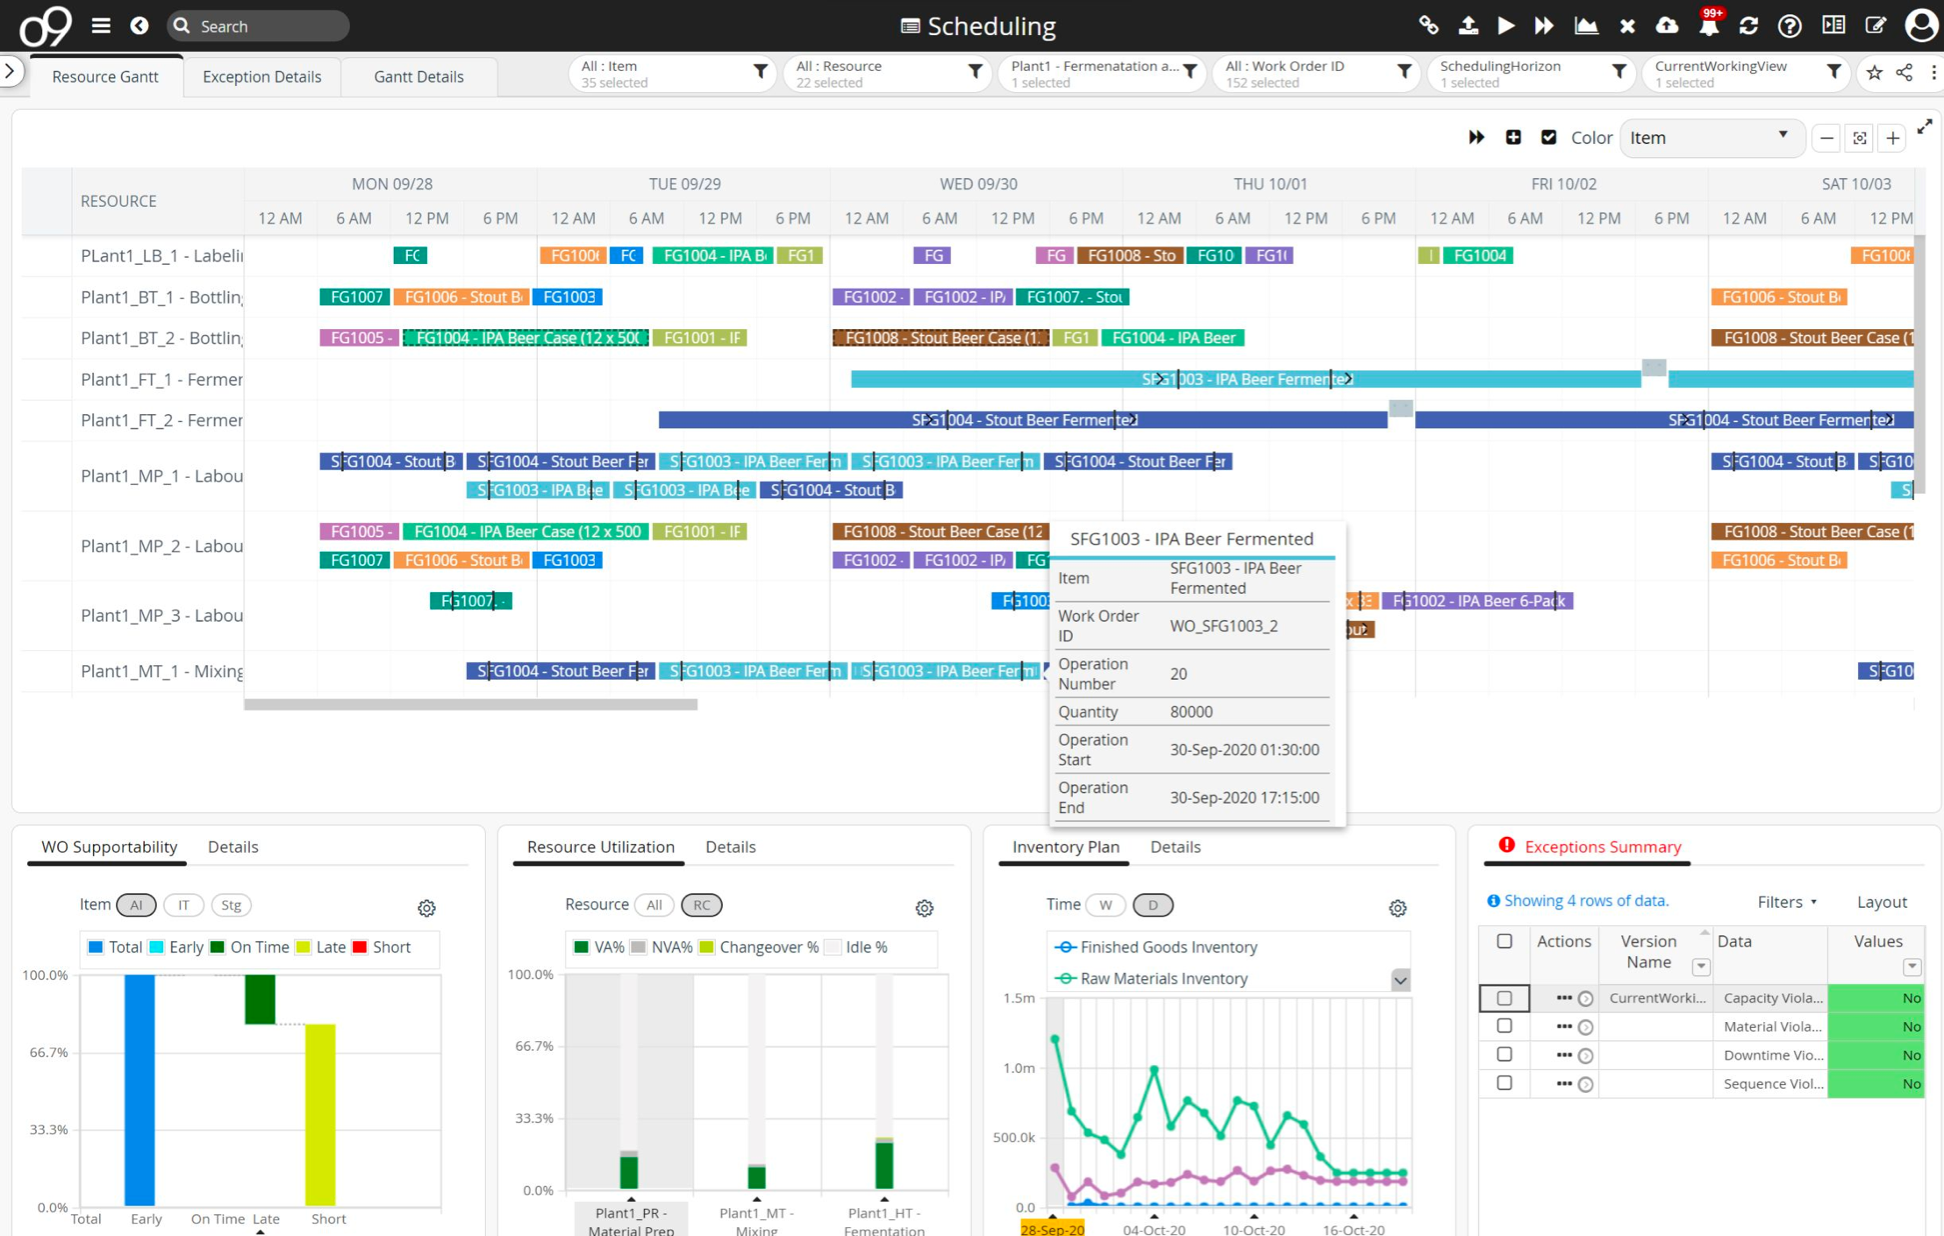 o9
Search
Scheduling
99+
Resource Gantt
Exception Details
Gantt Details
All : Item
35 selected
All : Resource
22 selected
Plant1 - Fermenatation a...
1 selected
All : Work Order ID
152 selected
SchedulingHorizon
1 selected
CurrentWorkingView
1 selected
Color
Item
RESOURCE
MON 09/28 TUE 09/29 WED 09/30 THU 10/01 FRI 10/02 SAT 10/03
12 AM 6 AM 12 PM 6 PM 12 AM 6 AM 12 PM 6 PM 12 AM 6 AM 12 PM 6 PM 12 AM 6 AM 12 PM 6 PM 12 AM 6 AM 12 PM 6 PM 12 AM 6 AM 12 PM
PLant1_LB_1 - Labeli FG1004 - IPA B FG1 FG FG FG1008 - Sto FG10 FG1004
Plant1_BT_1 - Bottlin FG1007 FG1006 - Stout B FG1003 FG1002 - FG1002 - IP FG1007. - Stou FG1006 - Stout B
Plant1_BT_2 - Bottlin FG1005 - FG1004 - IPA Beer Case (12 x 50 FG1001 - IF FG1008 - Stout Beer Case (1. FG1 FG1004 - IPA Beer FG1008 - Stout Beer Case (1
Plant1_FT_1 - Fermer SFG1003 - IPA Beer Fermented
Plant1_FT_2 - Fermer SFG1004 - Stout Beer Fermented SFG1004 - Stout Beer Fermented
Plant1_MP_1 - Labou SFG1004 - Stout B SFG1004 - Stout Beer Fer SFG1003 - IPA Beer Ferm SFG1003 - IPA Beer Ferm SFG1004 - Stout Beer Fer SFG1004 - Stout B SFG10
SFG1003 - IPA Bee SFG1003 - IPA Bee SFG1004 - Stout B S
Plant1_MP_2 - Labou FG1005 - FG1004 - IPA Beer Case (12 x 500 FG1001 - IF FG1008 - Stout Beer Case (12 FG1008 - Stout Beer Case (1
FG1007 FG1006 - Stout B FG1003 FG1002 - FG1002 - IP FG FG1006 - Stout B
Plant1_MP_3 - Labou FG1007. - FG1003 FG1002 - IPA Beer 6-Pack
Plant1_MT_1 - Mixing SFG1004 - Stout Beer Fer SFG1003 - IPA Beer Ferm SFG1003 - IPA Beer Ferm SFG10
SFG1003 - IPA Beer Fermented
Item SFG1003 - IPA Beer
Fermented
Work Order
ID
WO_SFG1003_2
Operation
Number
20
Quantity 80000
Operation
Start
30-Sep-2020 01:30:00
Operation
End
30-Sep-2020 17:15:00
WO Supportability Details
Item AI IT Stg
Total Early On Time Late Short
100.0%
66.7%
33.3%
0.0%
Total Early On Time Late Short
Resource Utilization Details
Resource All RC
VA% NVA% Changeover % Idle %
100.0%
66.7%
33.3%
0.0%
Plant1_PR - Plant1_MT - Plant1_HT -
Material Prep Mixing Fementation
Inventory Plan Details
Time W D
Finished Goods Inventory
Raw Materials Inventory
1.5m
1.0m
500.0k
0.0
28-Sep-20 04-Oct-20 10-Oct-20 16-Oct-20
Exceptions Summary
Showing 4 rows of data. Filters Layout
Actions Version Name Data Values
CurrentWorki... Capacity Viola... No
Material Viola... No
Downtime Vio... No
Sequence Viol... No